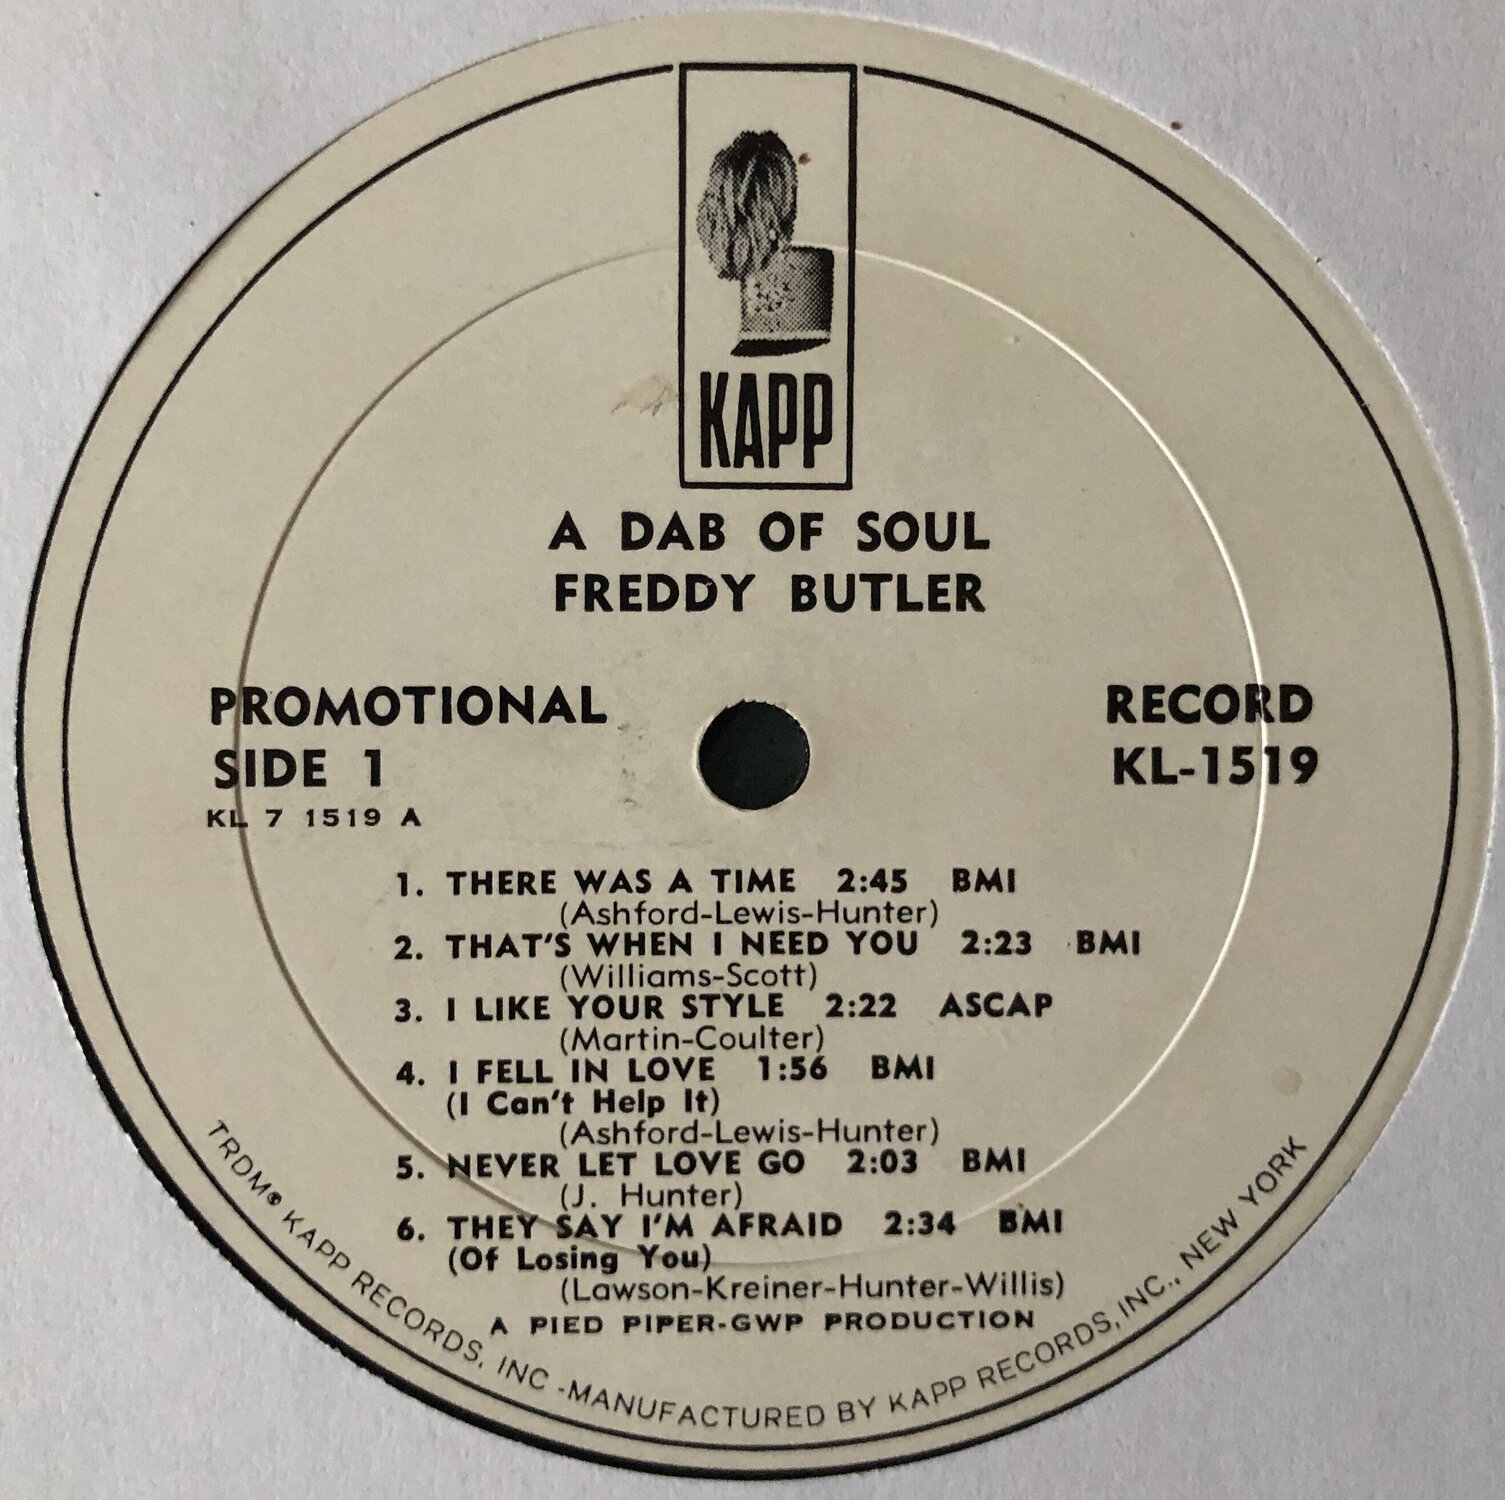 KAPP
A DAB OF SOUL
FREDDY BUTLER
PROMOTIONAL
SIDE 1
KL 7 1519 A
RECORD
KL-1519
1. THERE WAS A TIME 2:45 BMI
(Ashford-Lewis-Hunter)
2. THAT'S WHEN I NEED YOU 2:23 BMI
(Williams-Scott)
3. I LIKE YOUR STYLE 2:22 ASCAP
(Martin-Coulter)
4. I FELL IN LOVE 1:56 BMI
(I Can't Help It)
(Ashford-Lewis-Hunter)
5. NEVER LET LOVE GO 2:03 BMI
(J. Hunter)
6. THEY SAY I'M AFRAID 2:34 BMI
(Of Losing You)
(Lawson-Kreiner-Hunter-Willis)
A PIED PIPER-GWP PRODUCTION
TRDM® KAPP RECORDS, INC -MANUFACTURED BY KAPP RECORDS, INC., NEW YORK